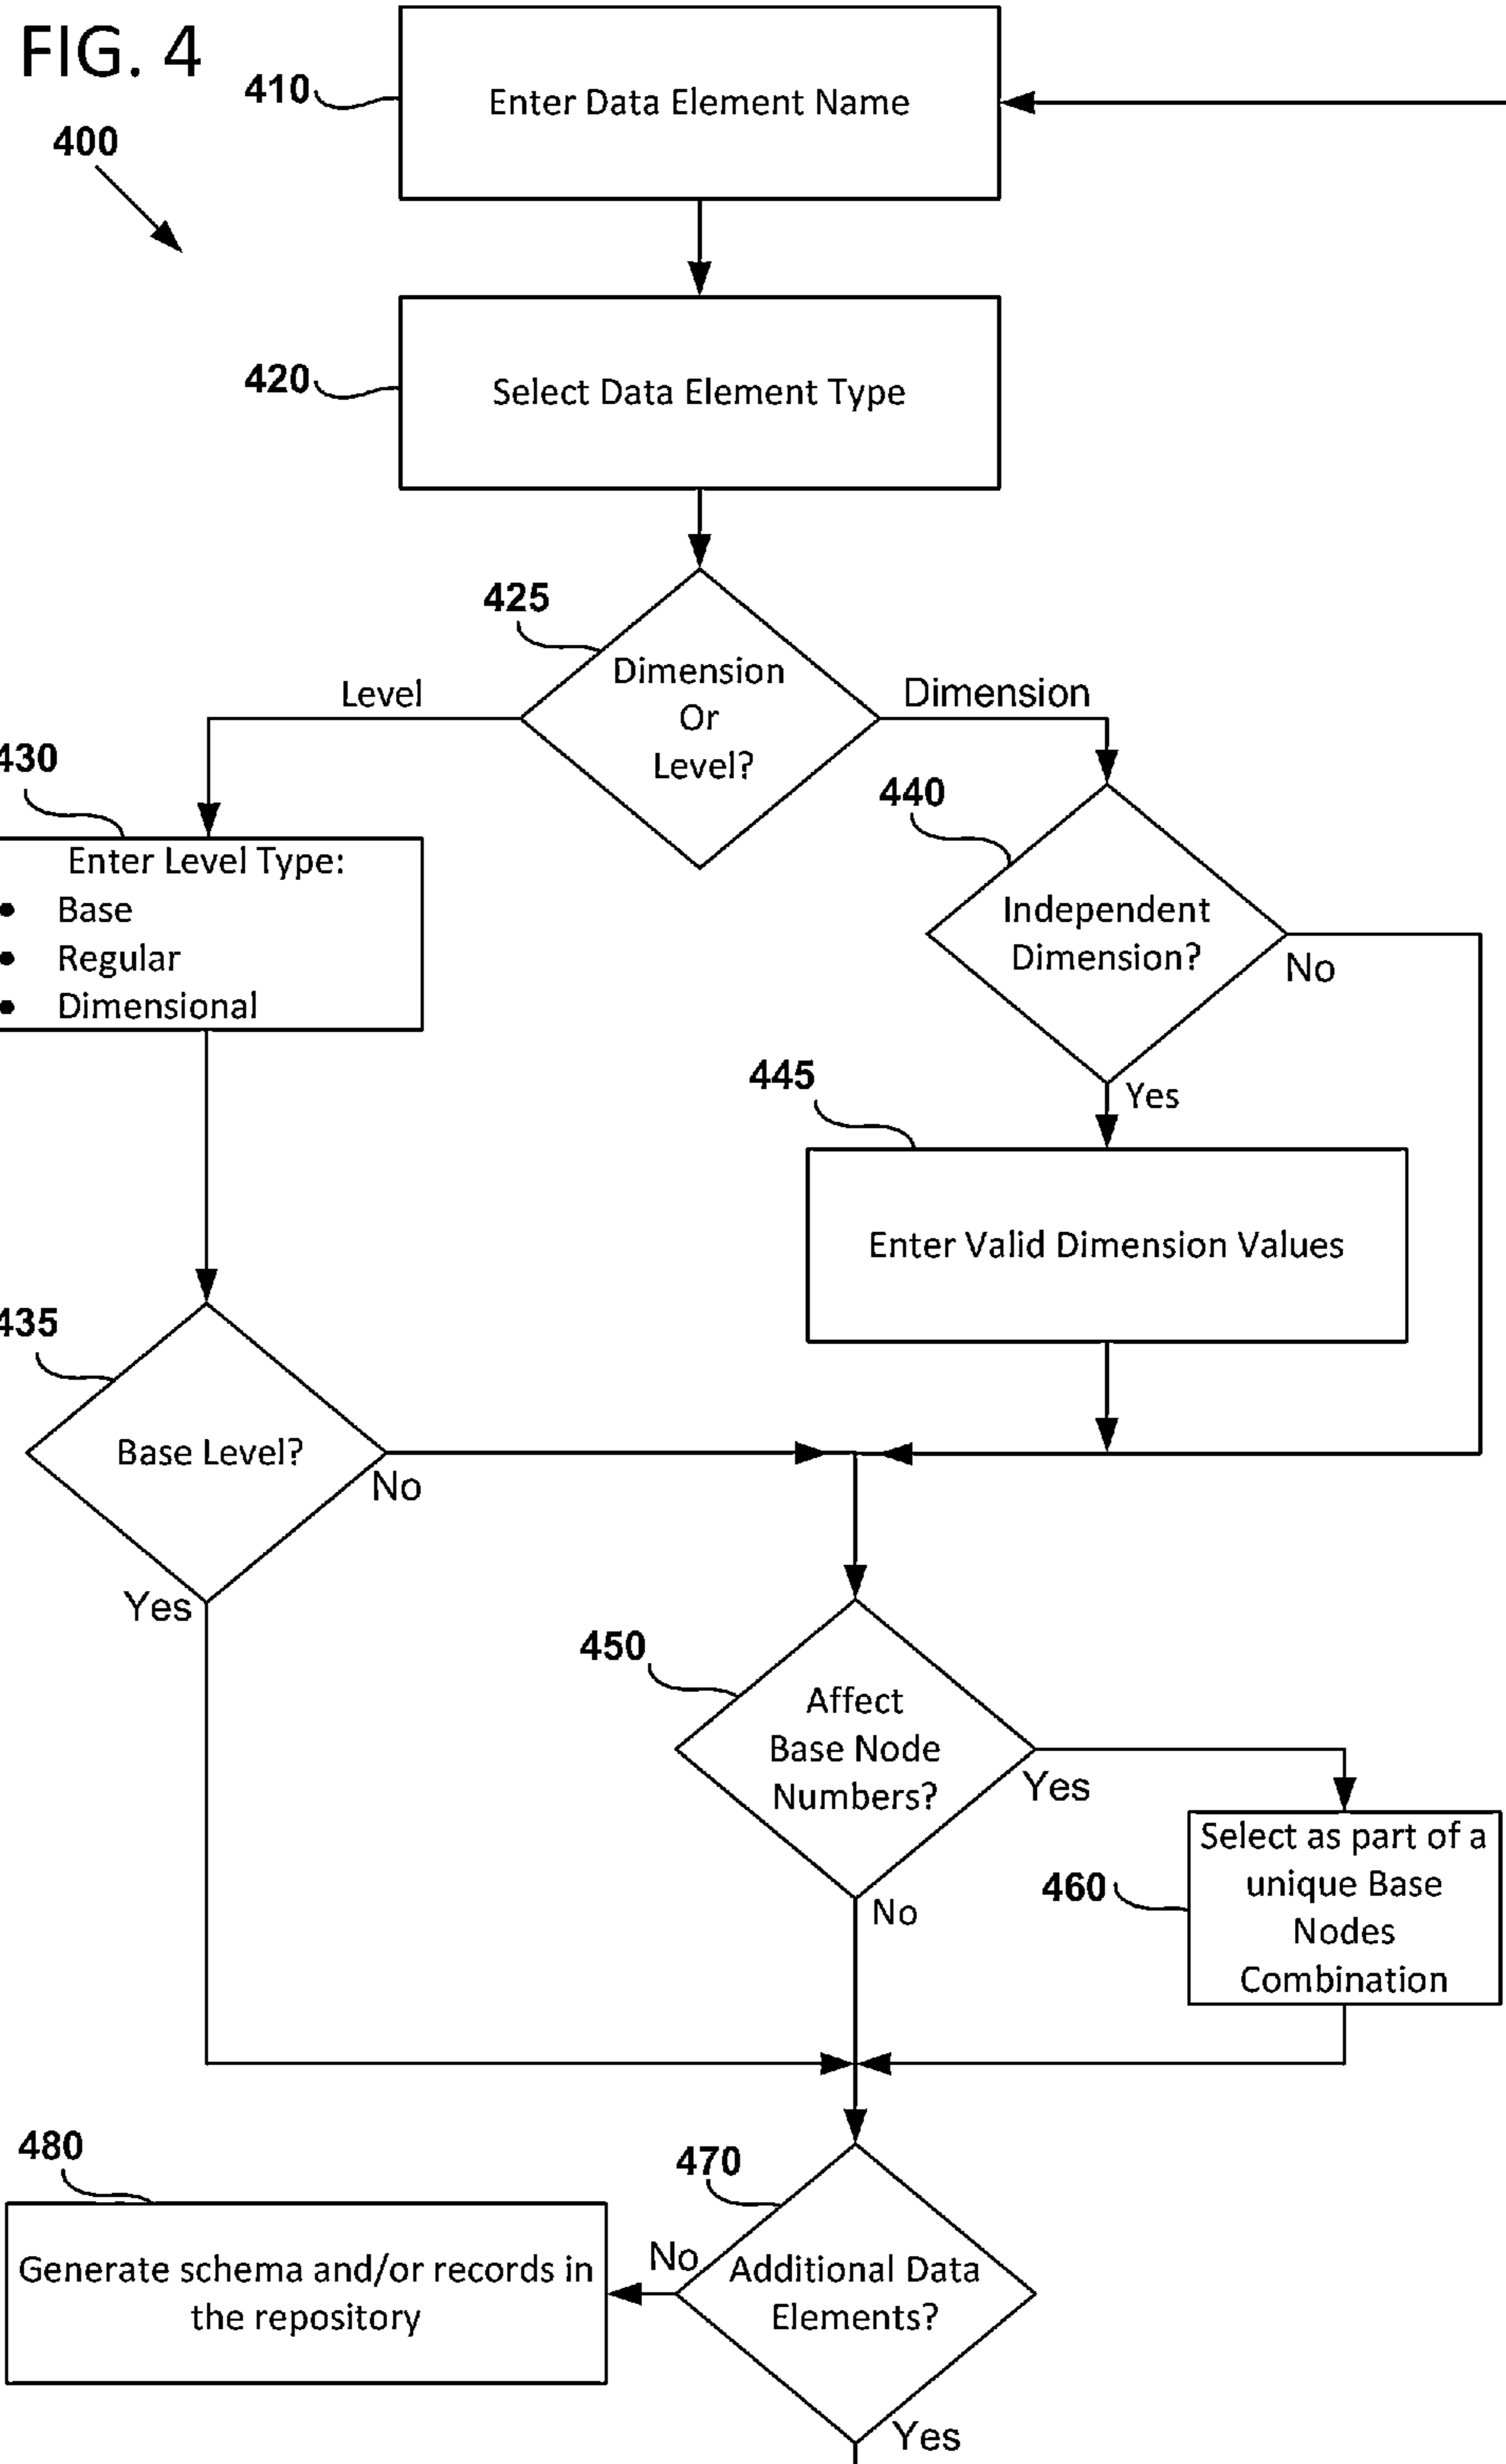 FIG. 4
400
410
Enter Data Element Name
420
Select Data Element Type
425
Dimension
Or
Level?
Level
Dimension
430
Enter Level Type:
• Base
• Regular
• Dimensional
440
Independent
Dimension?
No
Yes
445
Enter Valid Dimension Values
435
Base Level?
No
Yes
450
Affect
Base Node
Numbers?
Yes
No
460
Select as part of a
unique Base
Nodes
Combination
480
Generate schema and/or records in
the repository
470
No
Additional Data
Elements?
Yes